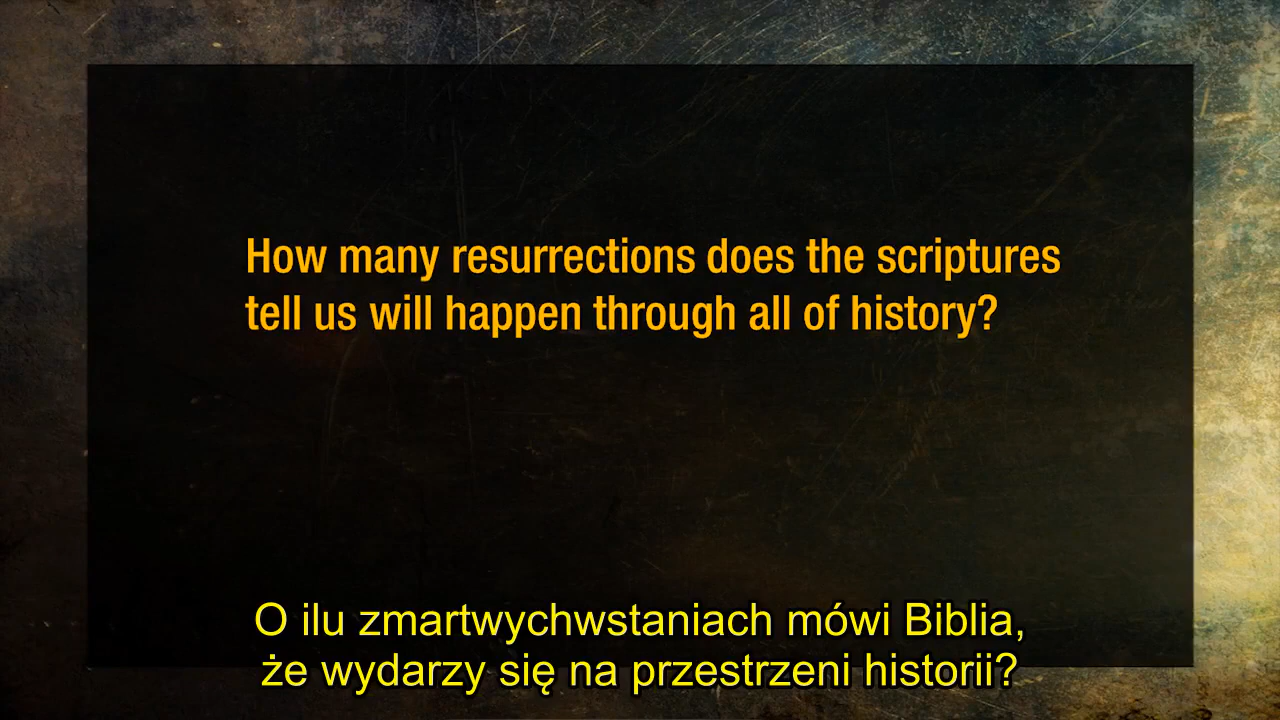 How many resurrections does the scriptures
tell us will happen through all of history?
O ilu zmartwychwstaniach mówi Biblia,
że wydarzy się na przestrzeni historii?